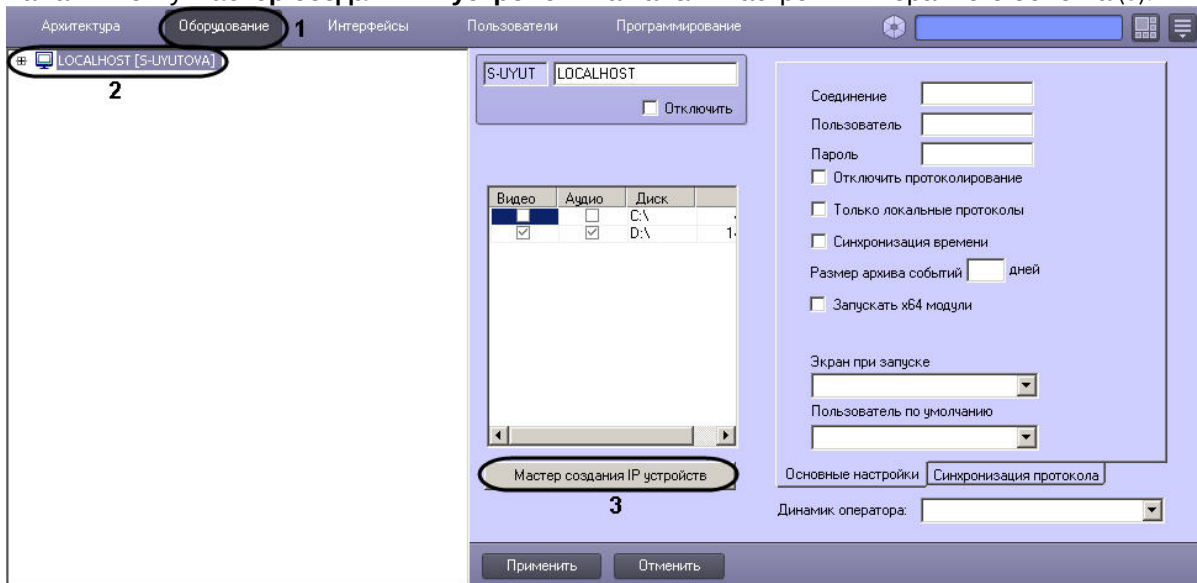 Архитектура Оборудование 1 Интерфейсы Пользователи Программирование
LOCALHOST [S-UYUTOVA]
2
S-UYUT LOCALHOST
Отключить
Соединение
Пользователь
Пароль
Отключить протоколирование
Только локальные протоколы
Синхронизация времени
Размер архива событий дней
Запускать x64 модули
Экран при запуске
Пользователь по умолчанию
Видео Аудио Диск
C:\
D:\
Мастер создания IP устройств
3
Основные настройки Синхронизация протокола
Динамик оператора:
Применить Отменить